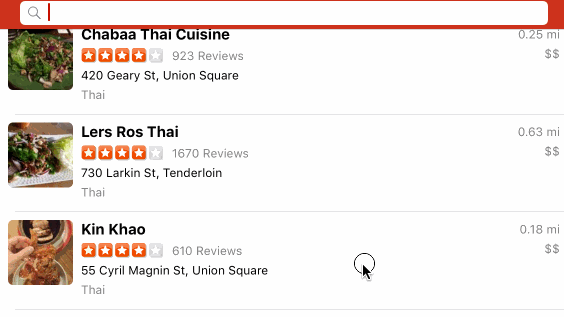 Chabaa Thai Cuisine
0.25 mi
923 Reviews
$$
420 Geary St, Union Square
Thai
Lers Ros Thai
0.63 mi
1670 Reviews
$$
730 Larkin St, Tenderloin
Thai
Kin Khao
0.18 mi
610 Reviews
$$
55 Cyril Magnin St, Union Square
Thai